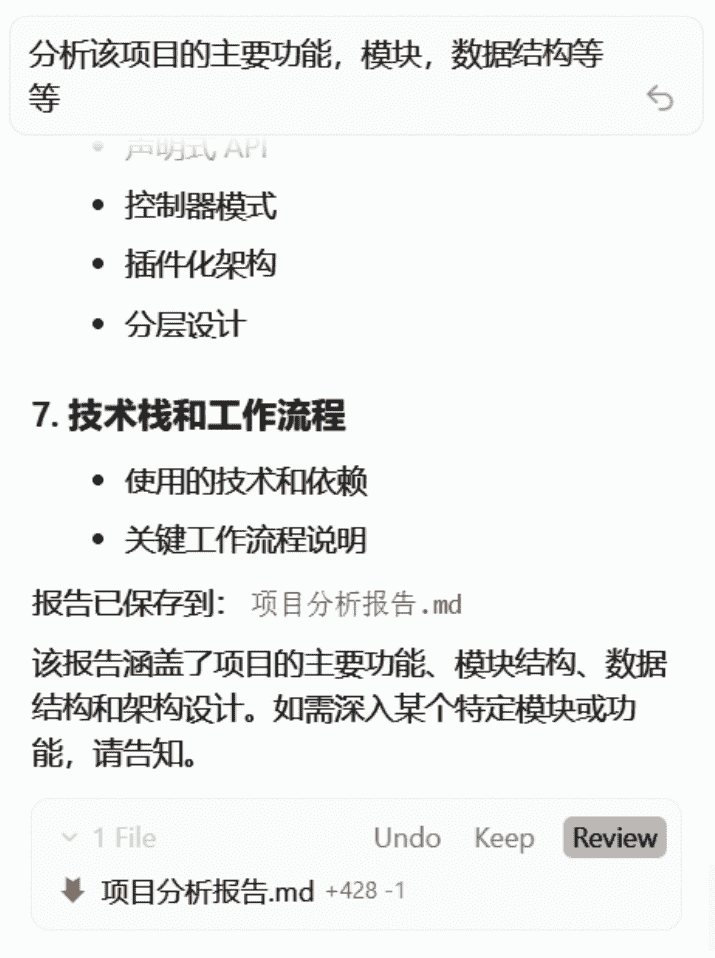 分析该项目的主要功能，模块，数据结构等
等
• 声明式 API
• 控制器模式
• 插件化架构
• 分层设计
7. 技术栈和工作流程
• 使用的技术和依赖
• 关键工作流程说明
报告已保存到： 项目分析报告.md
该报告涵盖了项目的主要功能、模块结构、数据
结构和架构设计。如需深入某个特定模块或功
能，请告知。
1 File Undo Keep Review
项目分析报告.md +428 -1